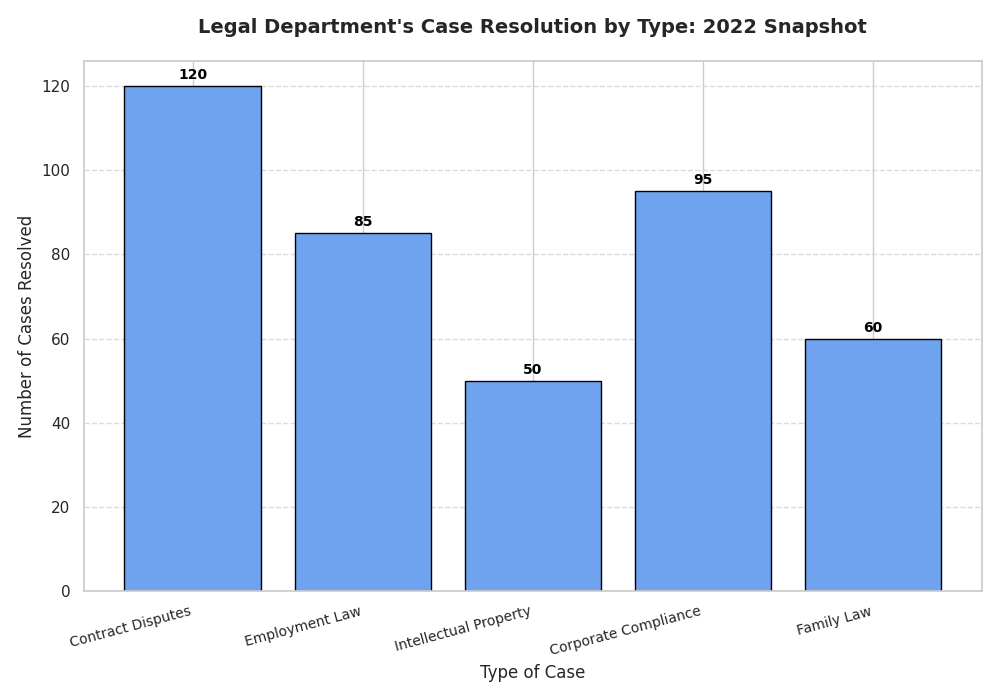 Legal Department's Case Resolution by Type: 2022 Snapshot
120
85
50
95
60
120
100
80
60
40
20
0
Number of Cases Resolved
Contract Disputes
Employment Law
Intellectual Property
Corporate Compliance
Family Law
Type of Case